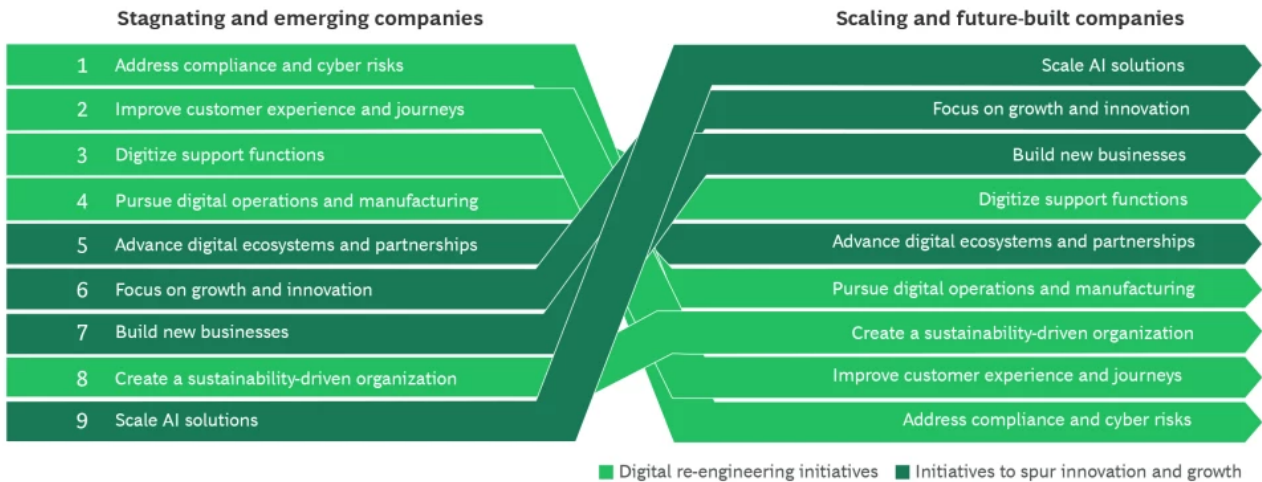 Stagnating and emerging companies
Scaling and future-built companies
1 Address compliance and cyber risks
Scale AI solutions
2 Improve customer experience and journeys
Focus on growth and innovation
3 Digitize support functions
Build new businesses
4 Pursue digital operations and manufacturing
Digitize support functions
5 Advance digital ecosystems and partnerships
Advance digital ecosystems and partnerships
6 Focus on growth and innovation
Pursue digital operations and manufacturing
7 Build new businesses
Create a sustainability-driven organization
8 Create a sustainability-driven organization
Improve customer experience and journeys
9 Scale AI solutions
Address compliance and cyber risks
Digital re-engineering initiatives
Initiatives to spur innovation and growth